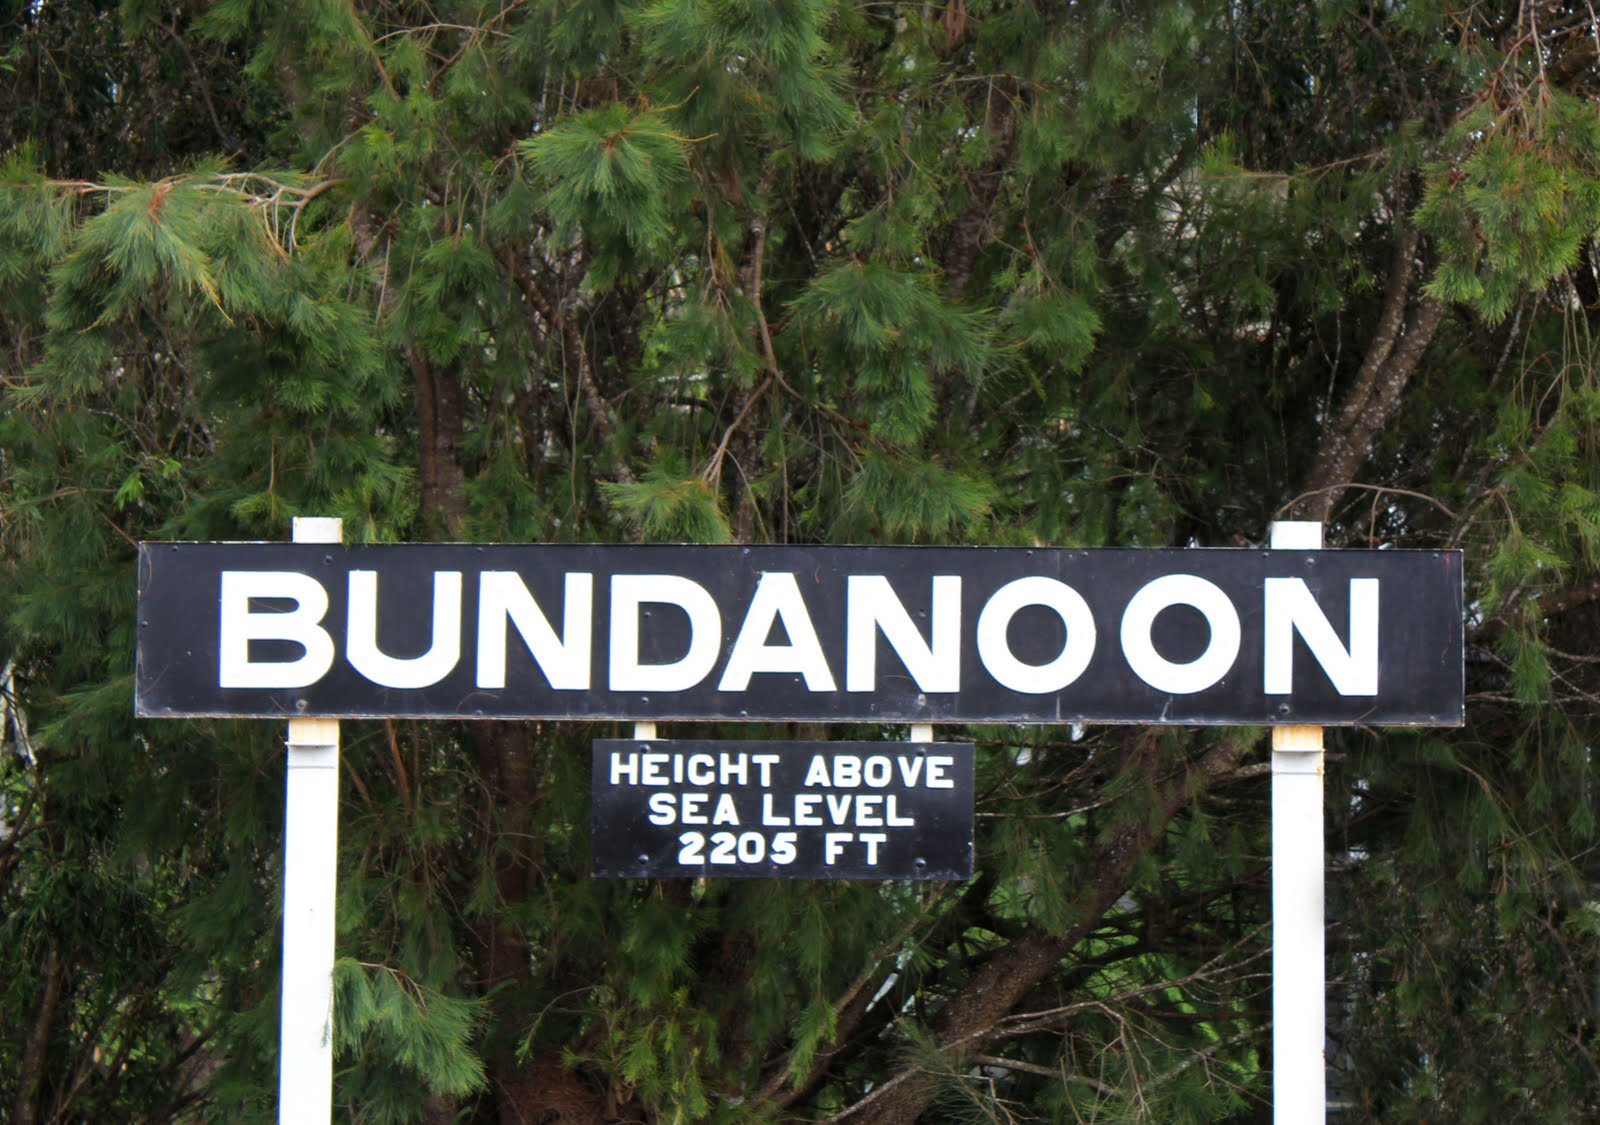 BUNDANOON
HEIGHT ABOVE
SEA LEVEL
2205 FT